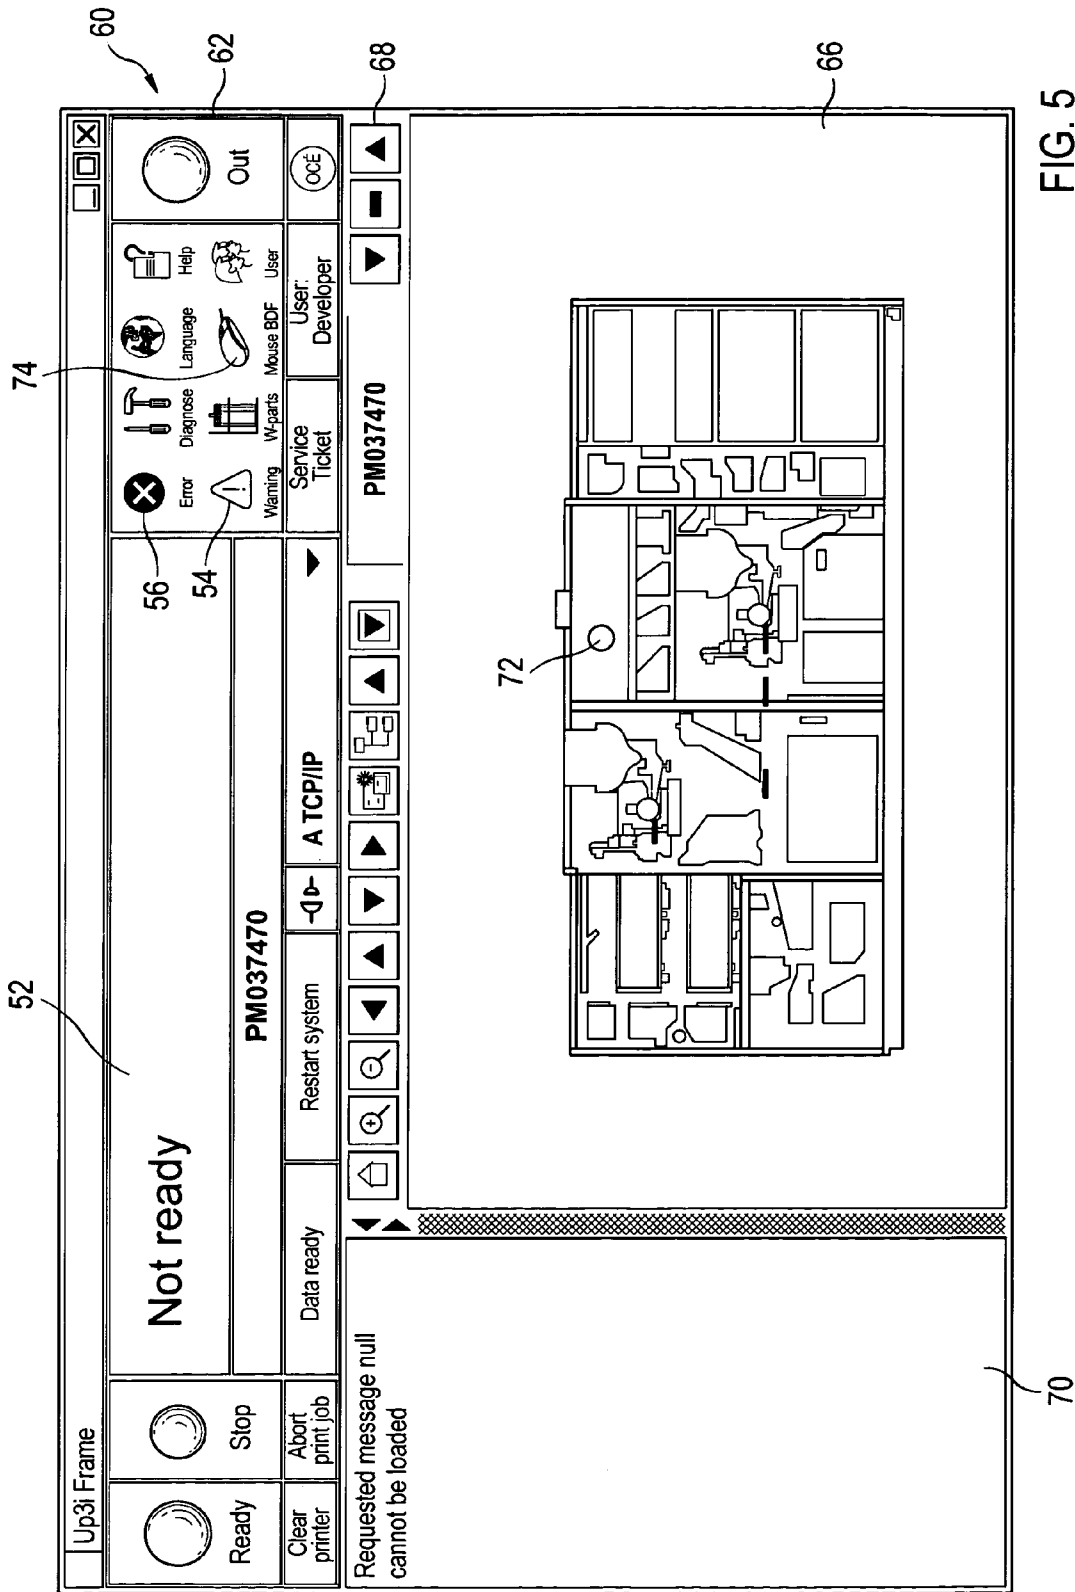 60
62
52
74
Up3i Frame
Ready
Stop
Not ready
56
54
Error
Diagnose
Language
Help
Warning
W-parts
Mouse BDF
User
Out
PM037470
Clear
printer
Abort
print job
Data ready
Restart system
A TCP/IP
Service
Ticket
User:
Developer
OCÉ
68
PM037470
Requested message null
cannot be loaded
72
70
66
FIG. 5